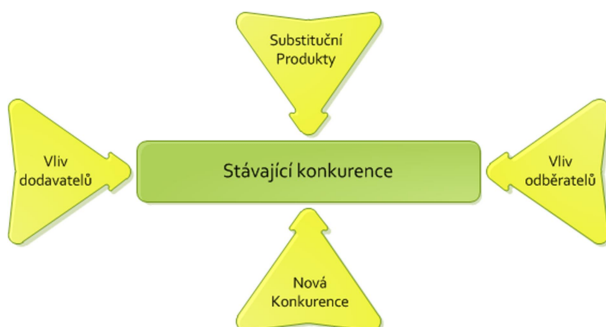 Substituční
Produkty
Vliv
dodavatelů
Stávající konkurence
Vliv
odběratelů
Nová
Konkurence